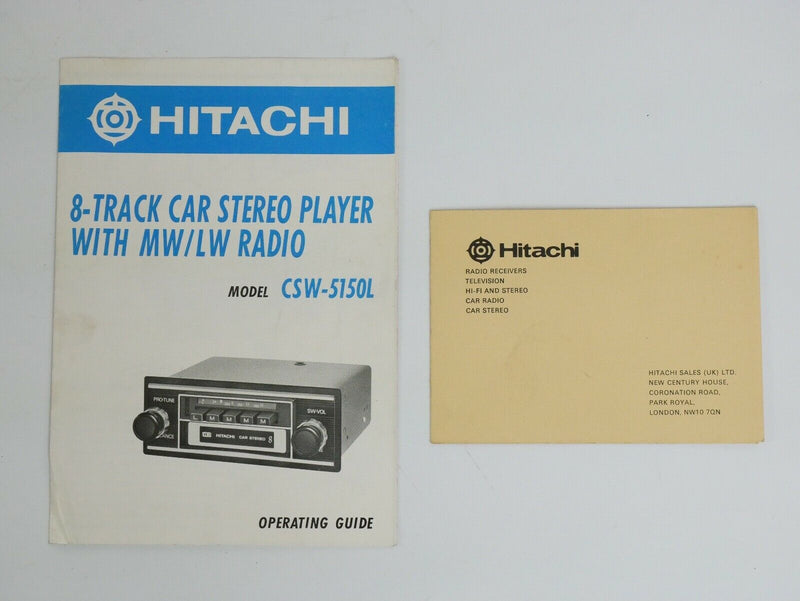 HITACHI
8-TRACK CAR STEREO PLAYER
WITH MW/LW RADIO
MODEL CSW-5150L
PRO-TUNE
SW-VOL
L M M M M
HITACHI CAR STEREO 8
OPERATING GUIDE
Hitachi
RADIO RECEIVERS
TELEVISION
HI-FI AND STEREO
CAR RADIO
CAR STEREO
HITACHI SALES (UK) LTD.
NEW CENTURY HOUSE,
CORONATION ROAD,
PARK ROYAL,
LONDON, NW10 7QN